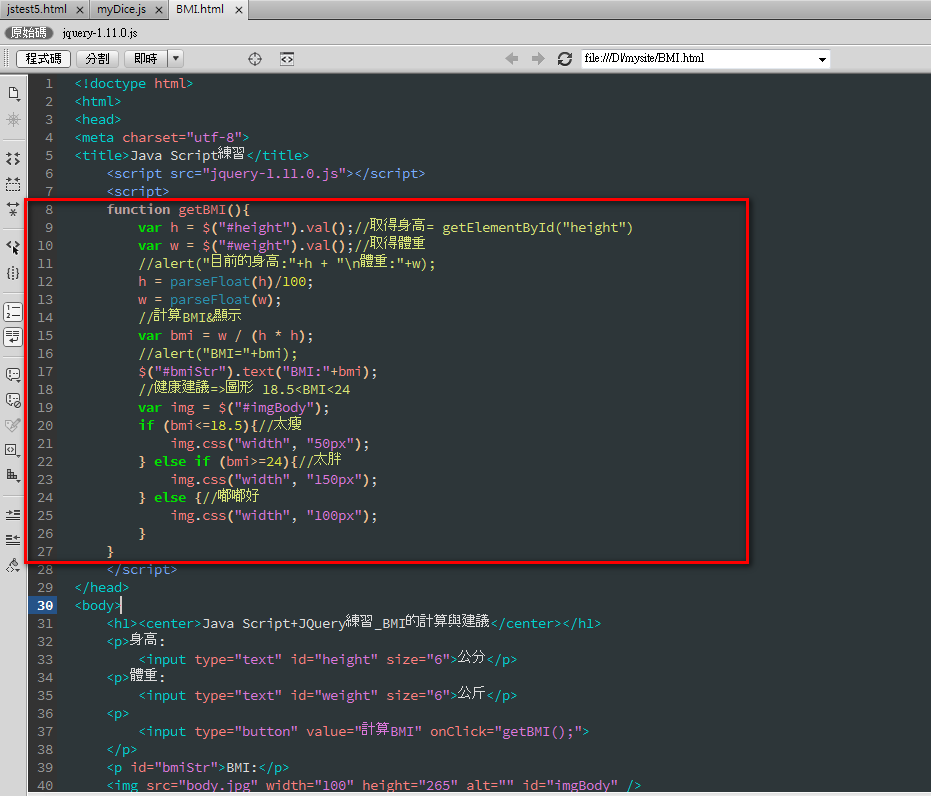 jstest5.html × myDice.js × BMI.html ×
原始碼 jquery-1.11.0.js
程式碼 分割 即時 file:///D|/mysite/BMI.html
1 <!doctype html>
2 <html>
3 <head>
4 <meta charset="utf-8">
5 <title>Java Script練習</title>
6 <script src="jquery-1.11.0.js"></script>
7 <script>
8 function getBMI(){
9 var h = $("#height").val();//取得身高= getElementById("height")
10 var w = $("#weight").val();//取得體重
11 //alert("目前的身高:"+h + "\n體重:"+w);
12 h = parseFloat(h)/100;
13 w = parseFloat(w);
14 //計算BMI&顯示
15 var bmi = w / (h * h);
16 //alert("BMI="+bmi);
17 $("#bmiStr").text("BMI:"+bmi);
18 //健康建議=>圖形 18.5<BMI<24
19 var img = $("#imgBody");
20 if (bmi<=18.5){//太瘦
21 img.css("width", "50px");
22 } else if (bmi>=24){//太胖
23 img.css("width", "150px");
24 } else {//嘟嘟好
25 img.css("width", "100px");
26 }
27 }
28 </script>
29 </head>
30 <body>
31 <h1><center>Java Script+JQuery練習_BMI的計算與建議</center></h1>
32 <p>身高:
33 <input type="text" id="height" size="6">公分</p>
34 <p>體重:
35 <input type="text" id="weight" size="6">公斤</p>
36 <p>
37 <input type="button" value="計算BMI" onClick="getBMI();">
38 </p>
39 <p id="bmiStr">BMI:</p>
40 <img src="body.jpg" width="100" height="265" alt="" id="imgBody" />